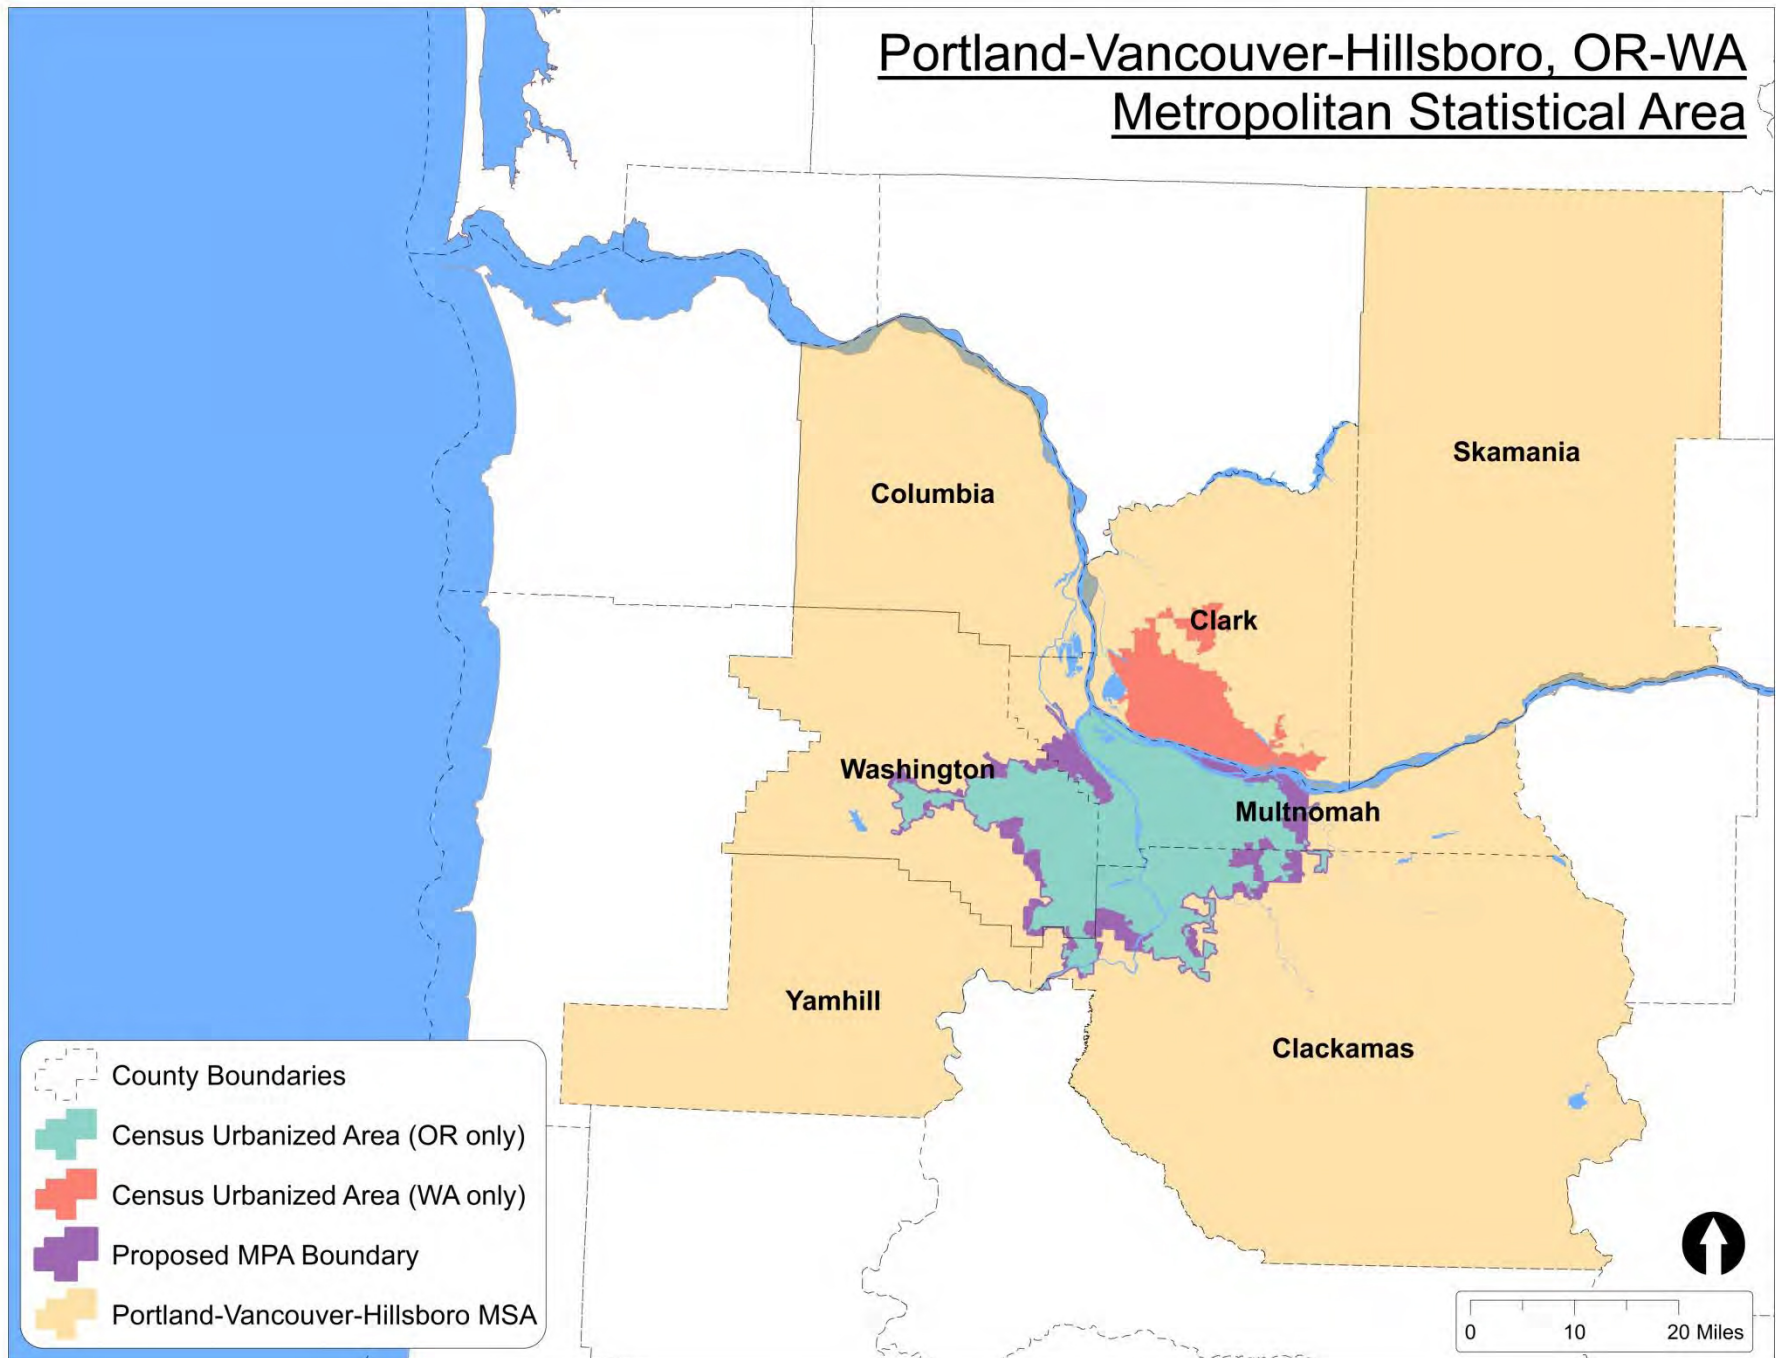 Portland-Vancouver-Hillsboro, OR-WA
Metropolitan Statistical Area
Skamania
Columbia
Clark
Washington
Multnomah
Yamhill
Clackamas
County Boundaries
Census Urbanized Area (OR only)
Census Urbanized Area (WA only)
Proposed MPA Boundary
Portland-Vancouver-Hillsboro MSA
0 10 20 Miles